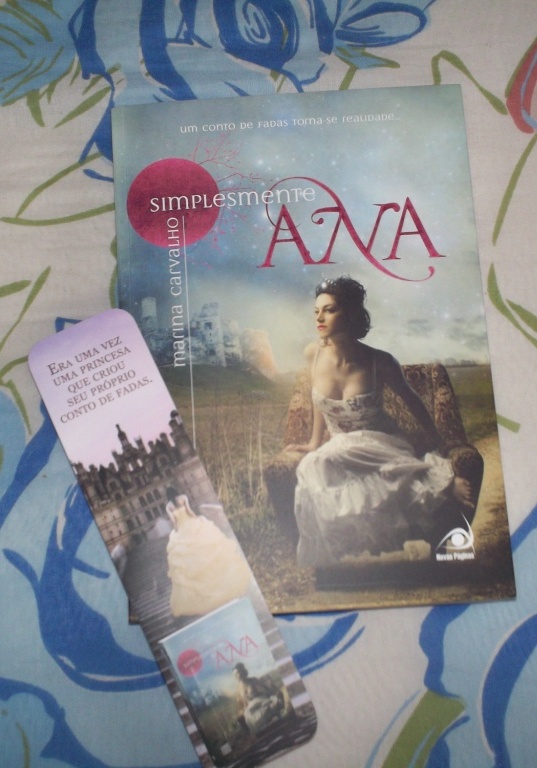 um conto de fadas torna-se realidade...
simplesmente
ANA
marina carvalho
Novas Páginas
Era uma vez
uma princesa
que criou
seu próprio
conto de fadas.
ANA